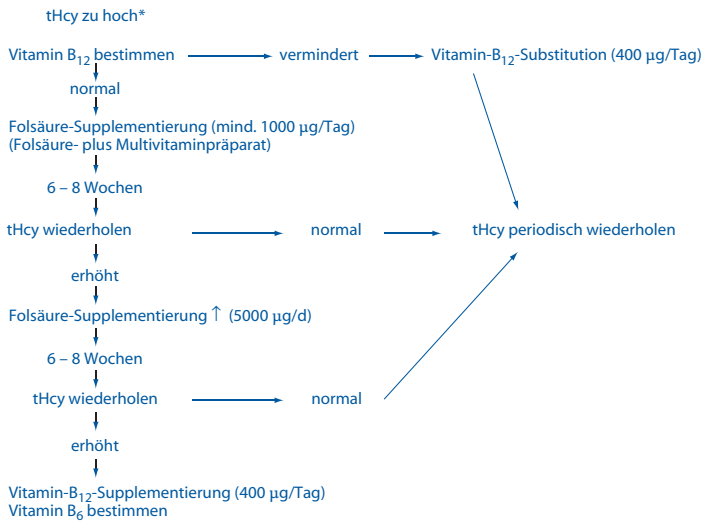 tHcy zu hoch*
Vitamin B₁₂ bestimmen
vermindert
Vitamin-B₁₂-Substitution (400 µg/Tag)
normal
Folsäure-Supplementierung (mind. 1000 µg/Tag)
(Folsäure- plus Multivitaminpräparat)
6 – 8 Wochen
tHcy wiederholen
normal
tHcy periodisch wiederholen
erhöht
Folsäure-Supplementierung ↑ (5000 µg/d)
6 – 8 Wochen
tHcy wiederholen
normal
erhöht
Vitamin-B₁₂-Supplementierung (400 µg/Tag)
Vitamin B₆ bestimmen